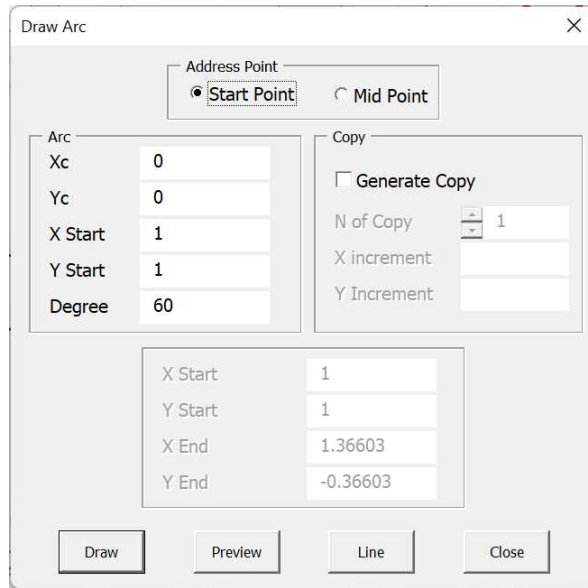 Draw Arc
Address Point
Start Point Mid Point
Arc
Xc 0
Yc 0
X Start 1
Y Start 1
Degree 60
Copy
Generate Copy
N of Copy 1
X increment
Y Increment
X Start 1
Y Start 1
X End 1.36603
Y End -0.36603
Draw Preview Line Close